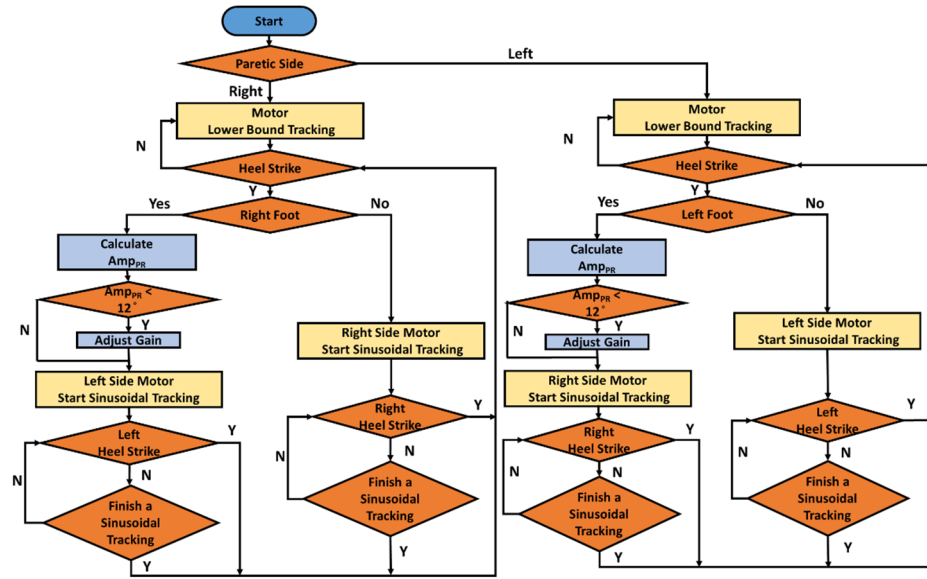 Start
Paretic Side
Left
Right
Motor
Lower Bound Tracking
N
Heel Strike
Y
Yes
Right Foot
No
Calculate
AmpPR
AmpPR <
12°
N
Y
Adjust Gain
Left Side Motor
Start Sinusoidal Tracking
Left
Heel Strike
Y
N
N
Finish a
Sinusoidal
Tracking
Y
Right Side Motor
Start Sinusoidal Tracking
Right
Heel Strike
Y
N
N
Finish a
Sinusoidal
Tracking
Y
Motor
Lower Bound Tracking
N
Heel Strike
Y
Yes
Left Foot
No
Calculate
AmpPR
AmpPR <
12°
N
Y
Adjust Gain
Right Side Motor
Start Sinusoidal Tracking
Right
Heel Strike
Y
N
N
Finish a
Sinusoidal
Tracking
Y
Left Side Motor
Start Sinusoidal Tracking
Left
Heel Strike
Y
N
N
Finish a
Sinusoidal
Tracking
Y